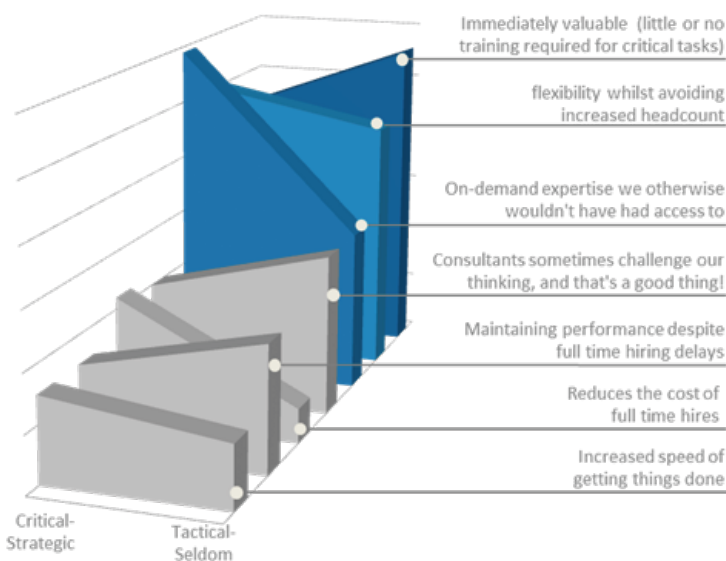 Immediately valuable (little or no
training required for critical tasks)
flexibility whilst avoiding
increased headcount
On-demand expertise we otherwise
wouldn't have had access to
Consultants sometimes challenge our
thinking, and that's a good thing!
Maintaining performance despite
full time hiring delays
Reduces the cost of
full time hires
Increased speed of
getting things done
Critical-
Strategic
Tactical-
Seldom